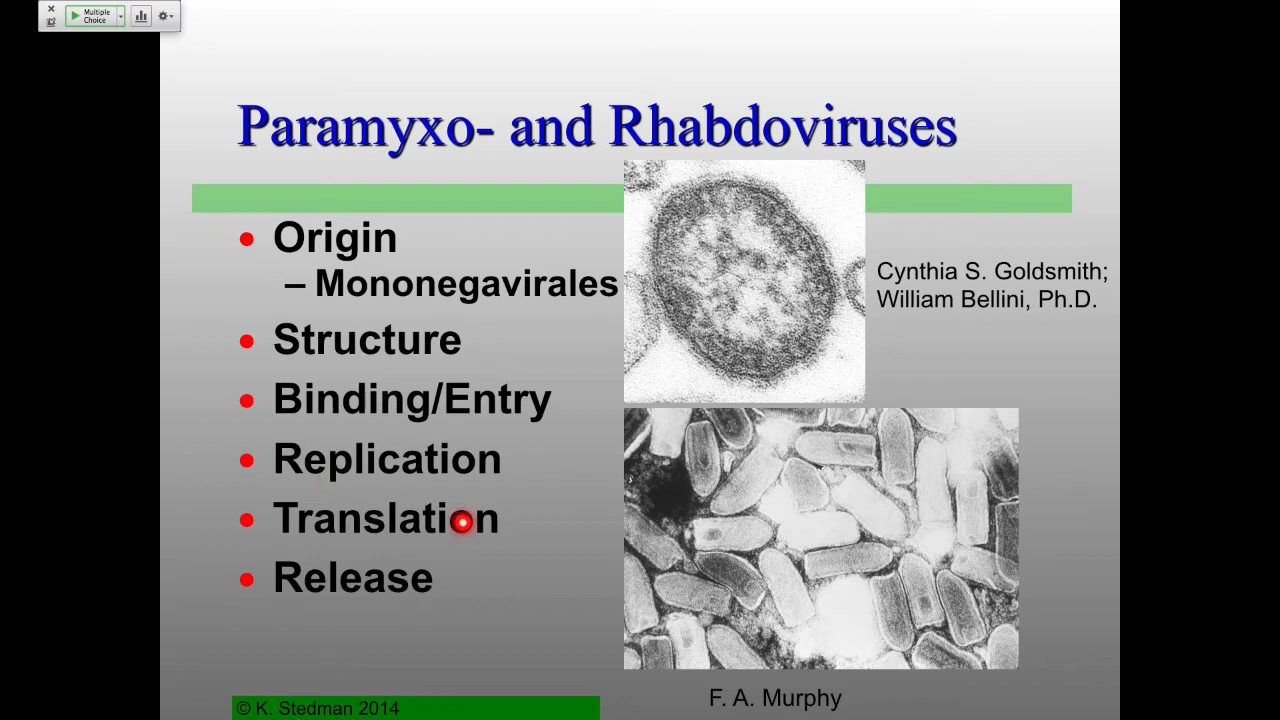 Multiple
Choice
Paramyxo- and Rhabdoviruses
• Origin
– Mononegavirales
• Structure
• Binding/Entry
• Replication
• Translation
• Release
Cynthia S. Goldsmith;
William Bellini, Ph.D.
F. A. Murphy
© K. Stedman 2014